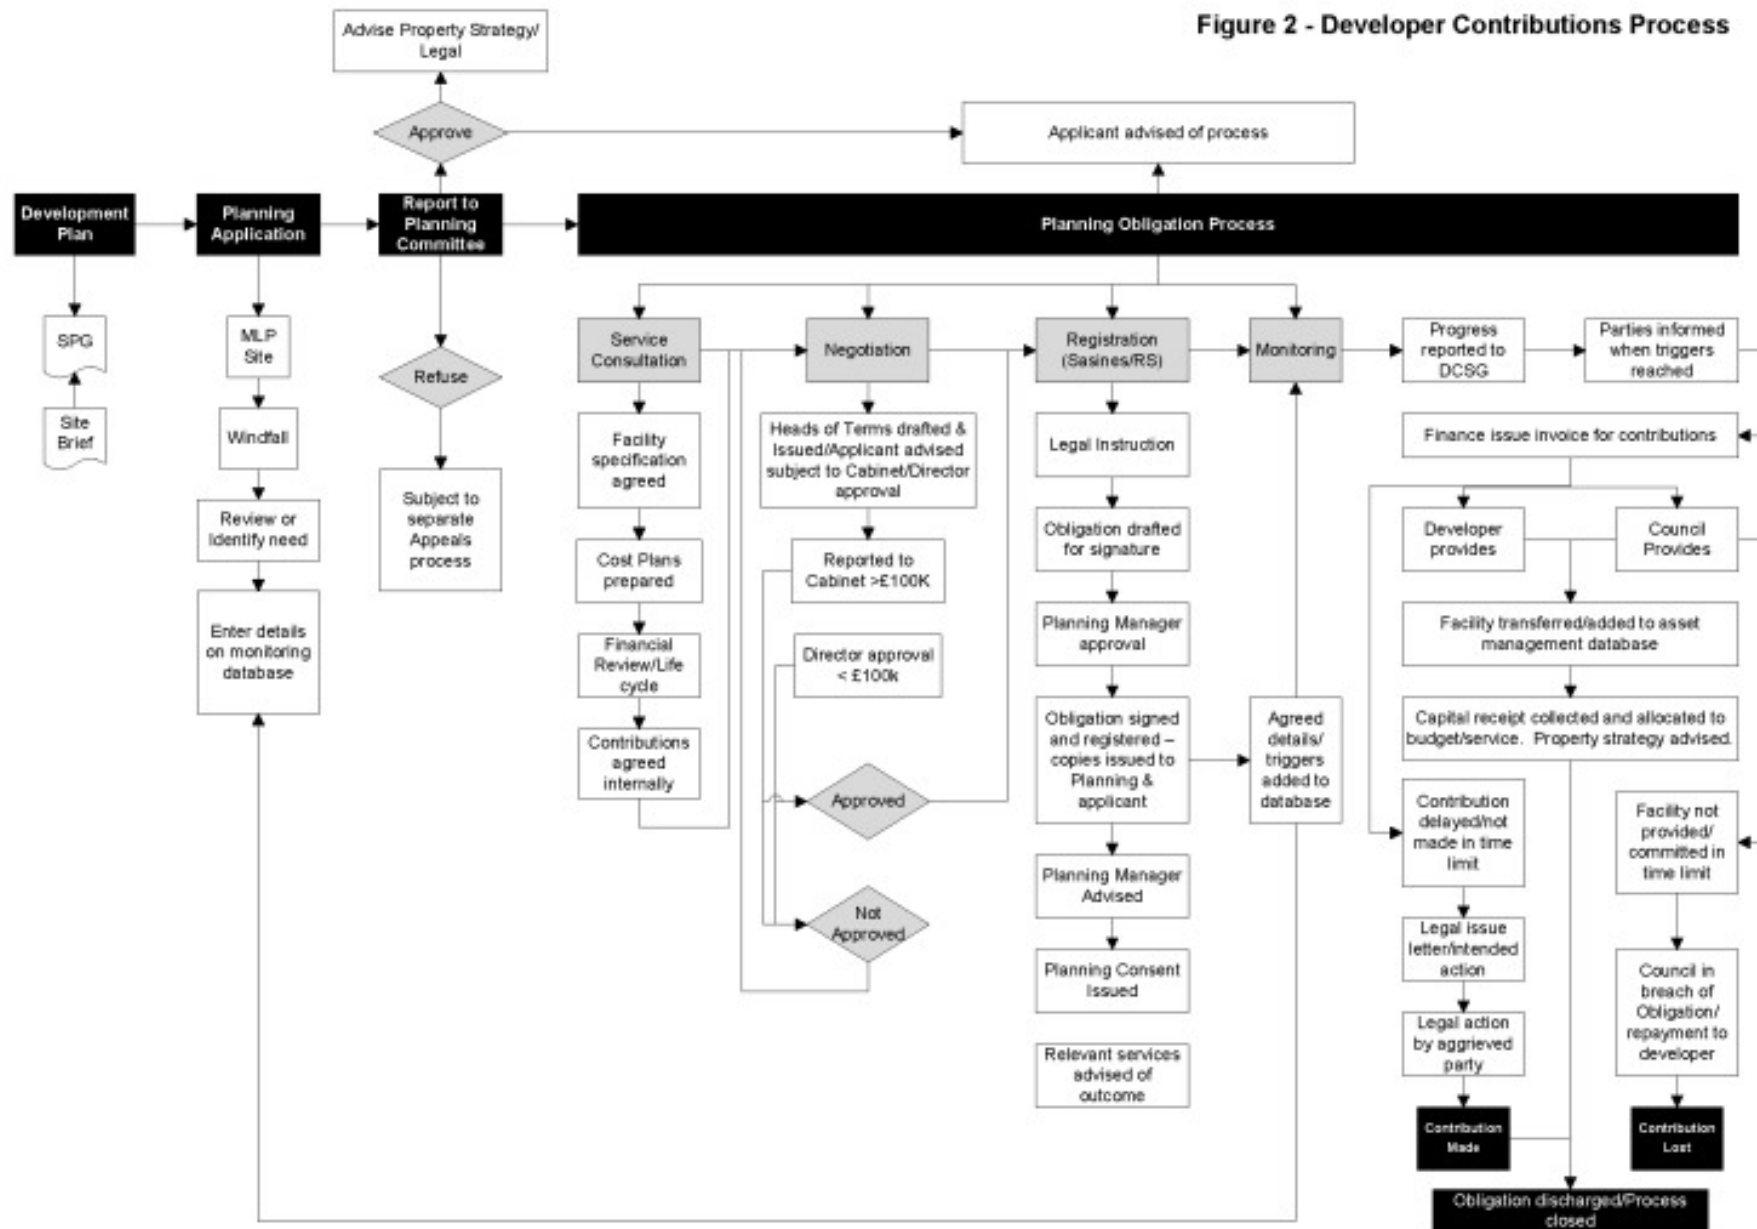 Figure 2 - Developer Contributions Process
Advise Property Strategy/
Legal
Approve
Applicant advised of process
Development
Plan
Planning
Application
Report to
Planning
Committee
Planning Obligation Process
SPG
Site
Brief
MLP
Site
Windfall
Review or
Identify need
Enter details
on monitoring
database
Refuse
Subject to
separate
Appeals
process
Service
Consultation
Facility
specification
agreed
Cost Plans
prepared
Financial
Review/Life
cycle
Contributions
agreed
internally
Negotiation
Heads of Terms drafted &
Issued/Applicant advised
subject to Cabinet/Director
approval
Reported to
Cabinet >£100K
Director approval
< £100k
Approved
Not
Approved
Registration
(Sasines/RS)
Legal Instruction
Obligation drafted
for signature
Planning Manager
approval
Obligation signed
and registered –
copies issued to
Planning &
applicant
Planning Manager
Advised
Planning Consent
Issued
Relevant services
advised of
outcome
Monitoring
Agreed
details/
triggers
added to
database
Progress
reported to
DCSG
Parties informed
when triggers
reached
Finance issue invoice for contributions
Developer
provides
Council
Provides
Facility transferred/added to asset
management database
Capital receipt collected and allocated to
budget/service. Property strategy advised.
Contribution
delayed/not
made in time
limit
Legal issue
letter/intended
action
Legal action
by aggrieved
party
Contribution
Made
Facility not
provided/
committed in
time limit
Council in
breach of
Obligation/
repayment to
developer
Contribution
Lost
Obligation discharged/Process
closed